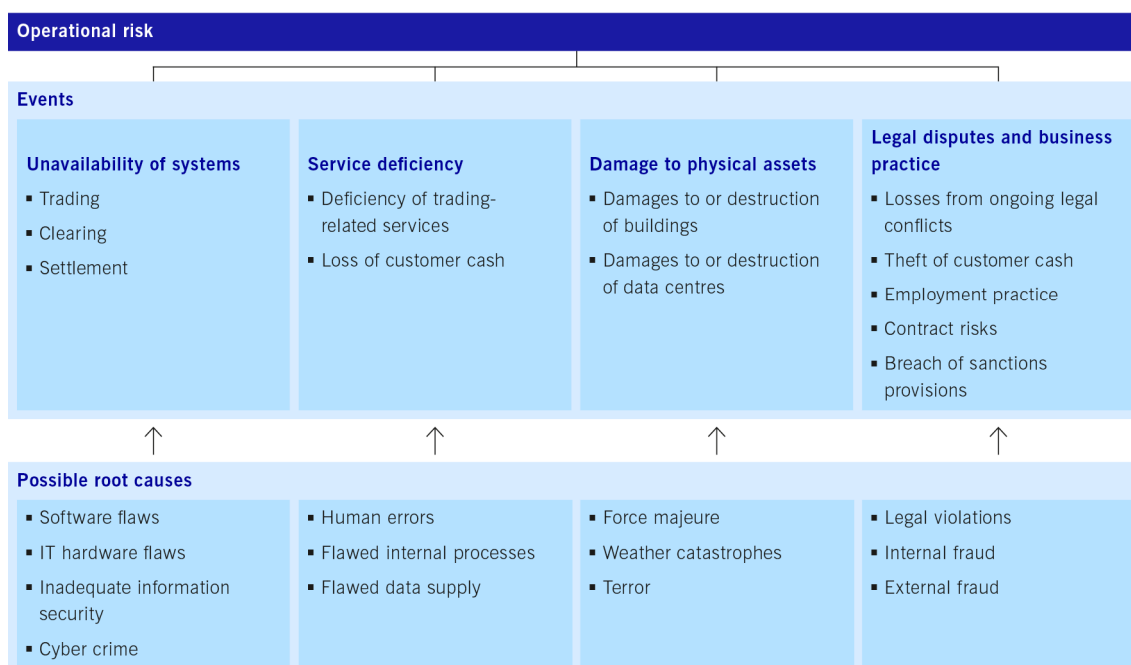 Operational risk
Events
Unavailability of systems
▪ Trading
▪ Clearing
▪ Settlement
Service deficiency
▪ Deficiency of trading-
related services
▪ Loss of customer cash
Damage to physical assets
▪ Damages to or destruction
of buildings
▪ Damages to or destruction
of data centres
Legal disputes and business
practice
▪ Losses from ongoing legal
conflicts
▪ Theft of customer cash
▪ Employment practice
▪ Contract risks
▪ Breach of sanctions
provisions
Possible root causes
▪ Software flaws
▪ IT hardware flaws
▪ Inadequate information
security
▪ Cyber crime
▪ Human errors
▪ Flawed internal processes
▪ Flawed data supply
▪ Force majeure
▪ Weather catastrophes
▪ Terror
▪ Legal violations
▪ Internal fraud
▪ External fraud